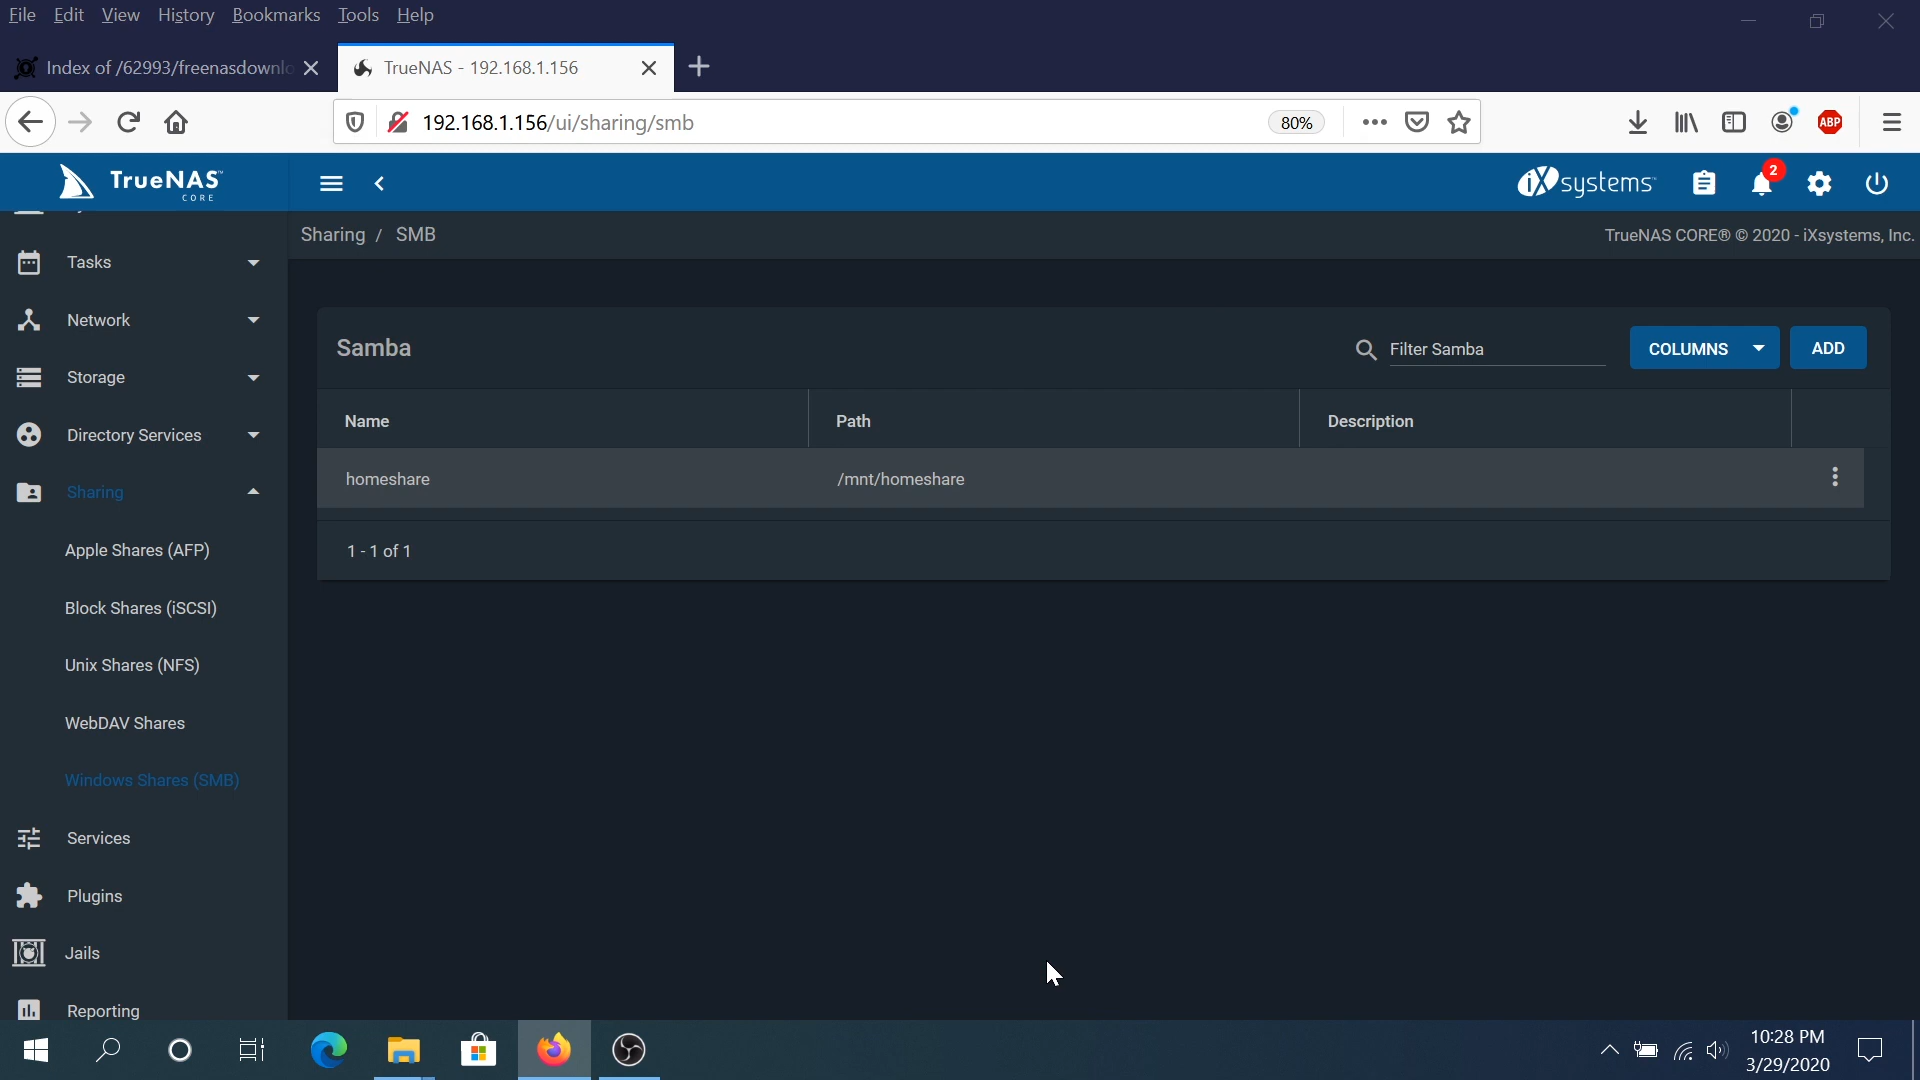 File Edit View History Bookmarks Tools Help
Index of /62993/freenasdownlo
TrueNAS - 192.168.1.156
192.168.1.156/ui/sharing/smb
80%
ABP
TrueNAS
CORE
iXsystems
2
Sharing / SMB
TrueNAS CORE® © 2020 - iXsystems, Inc.
Tasks
Network
Storage
Directory Services
Sharing
Apple Shares (AFP)
Block Shares (iSCSI)
Unix Shares (NFS)
WebDAV Shares
Windows Shares (SMB)
Services
Plugins
Jails
Reporting
Samba
Filter Samba
COLUMNS
ADD
Name Path Description
homeshare /mnt/homeshare
1 - 1 of 1
10:28 PM
3/29/2020